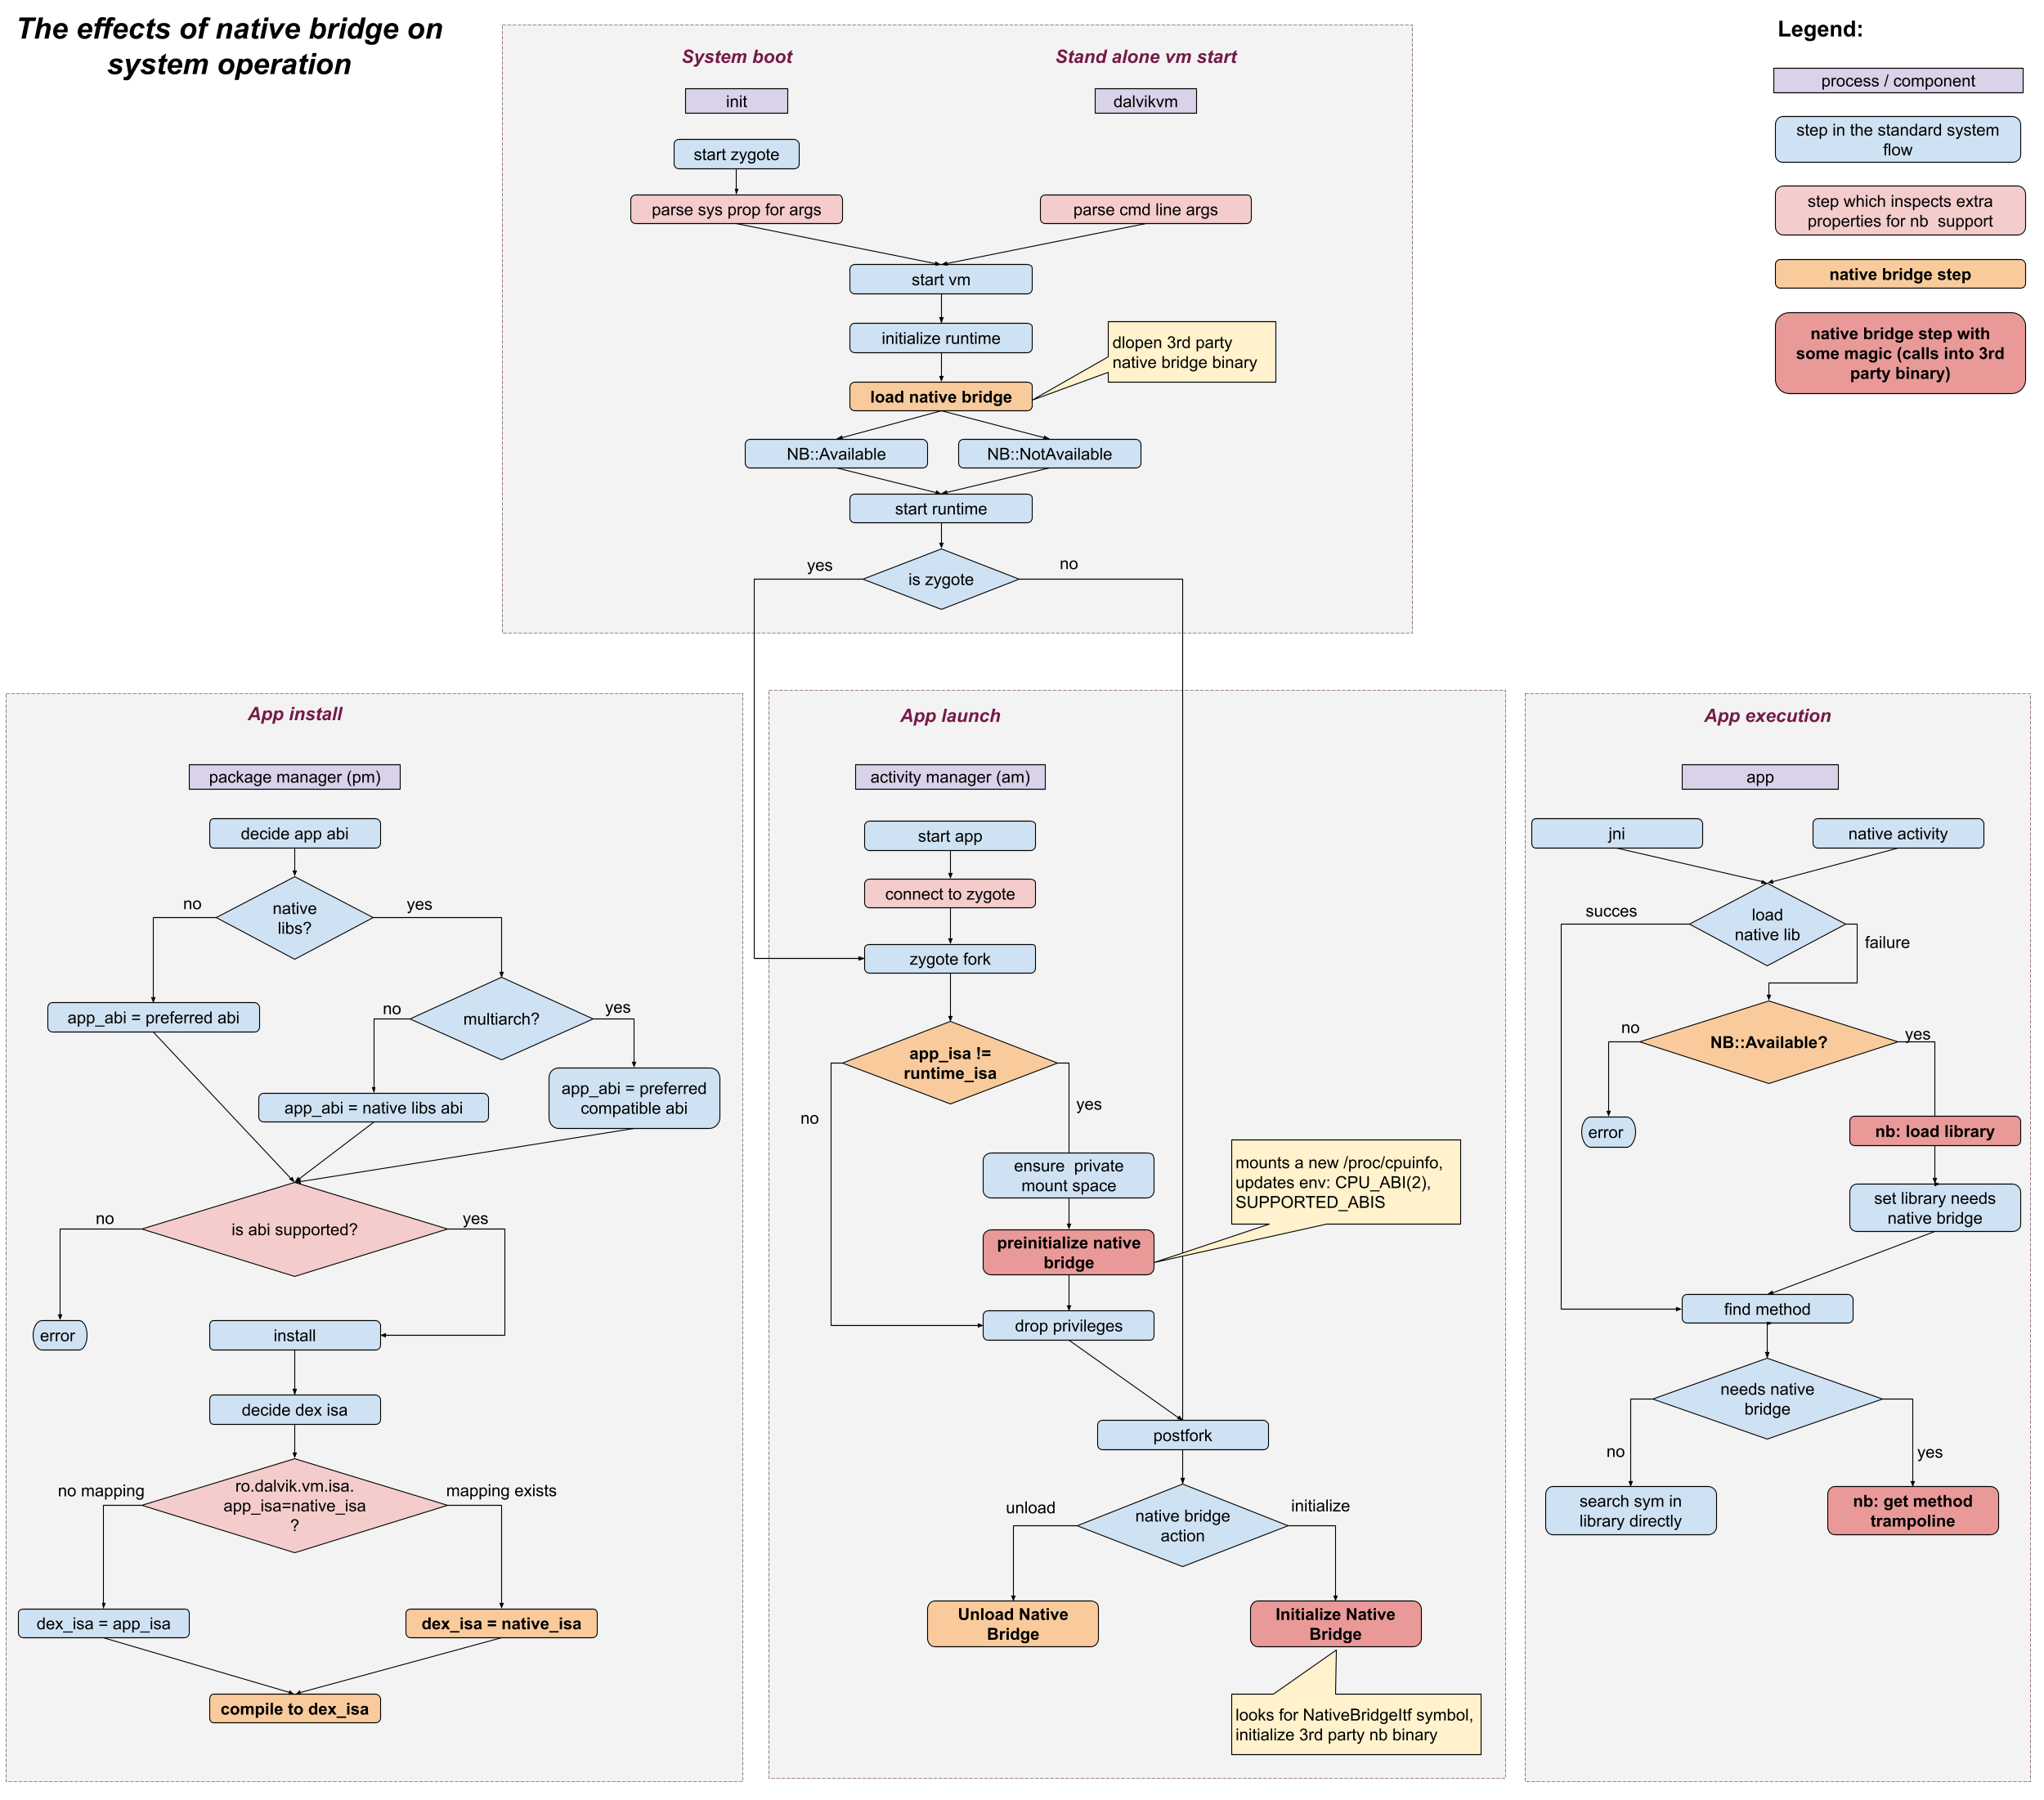 The effects of native bridge on
system operation
System boot
Stand alone vm start
init
dalvikvm
start zygote
parse sys prop for args
parse cmd line args
start vm
initialize runtime
dlopen 3rd party
native bridge binary
load native bridge
NB::Available
NB::NotAvailable
start runtime
is zygote
yes
no
Legend:
process / component
step in the standard system
flow
step which inspects extra
properties for nb  support
native bridge step
native bridge step with
some magic (calls into 3rd
party binary)
App install
package manager (pm)
decide app abi
native
libs?
no
yes
app_abi = preferred abi
multiarch?
no
yes
app_abi = native libs abi
app_abi = preferred
compatible abi
is abi supported?
no
yes
error
install
decide dex isa
ro.dalvik.vm.isa.
app_isa=native_isa
?
no mapping
mapping exists
dex_isa = app_isa
dex_isa = native_isa
compile to dex_isa
App launch
activity manager (am)
start app
connect to zygote
zygote fork
app_isa !=
runtime_isa
no
yes
ensure  private
mount space
mounts a new /proc/cpuinfo,
updates env: CPU_ABI(2),
SUPPORTED_ABIS
preinitialize native
bridge
drop privileges
postfork
native bridge
action
unload
initialize
Unload Native
Bridge
Initialize Native
Bridge
looks for NativeBridgeItf symbol,
initialize 3rd party nb binary
App execution
app
jni
native activity
load
native lib
succes
failure
NB::Available?
no
yes
error
nb: load library
set library needs
native bridge
find method
needs native
bridge
no
yes
search sym in
library directly
nb: get method
trampoline